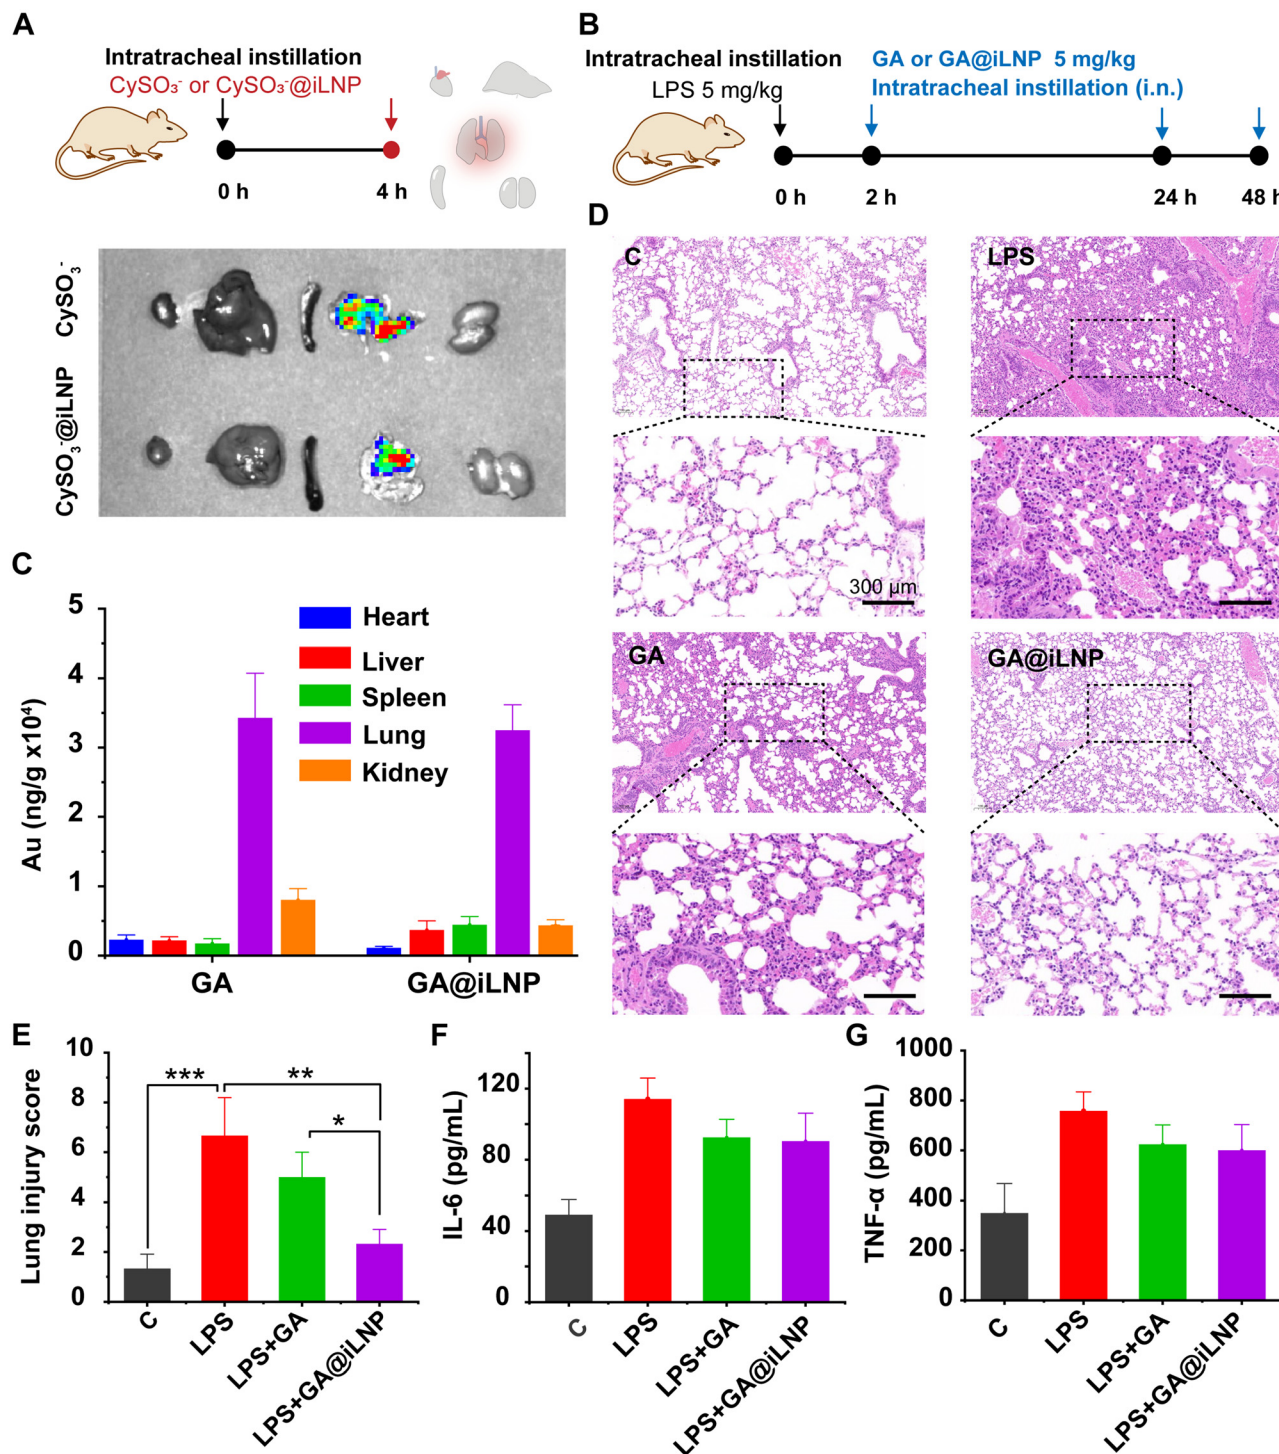 A
Intratracheal instillation
CySO₃⁻ or CySO₃⁻@iLNP
0 h
4 h
CySO₃⁻
CySO₃⁻@iLNP
B
Intratracheal instillation
LPS 5 mg/kg
GA or GA@iLNP 5 mg/kg
Intratracheal instillation (i.n.)
0 h
2 h
24 h
48 h
C
5
4
3
2
1
0
Au (ng/g x10⁴)
Heart
Liver
Spleen
Lung
Kidney
GA
GA@iLNP
D
C
LPS
300 µm
GA
GA@iLNP
E
10
8
6
4
2
0
Lung injury score
***
**
*
C
LPS
LPS+GA
LPS+GA@iLNP
F
120
80
40
0
IL-6 (pg/mL)
C
LPS
LPS+GA
LPS+GA@iLNP
G
1000
800
600
400
200
0
TNF-α (pg/mL)
C
LPS
LPS+GA
LPS+GA@iLNP